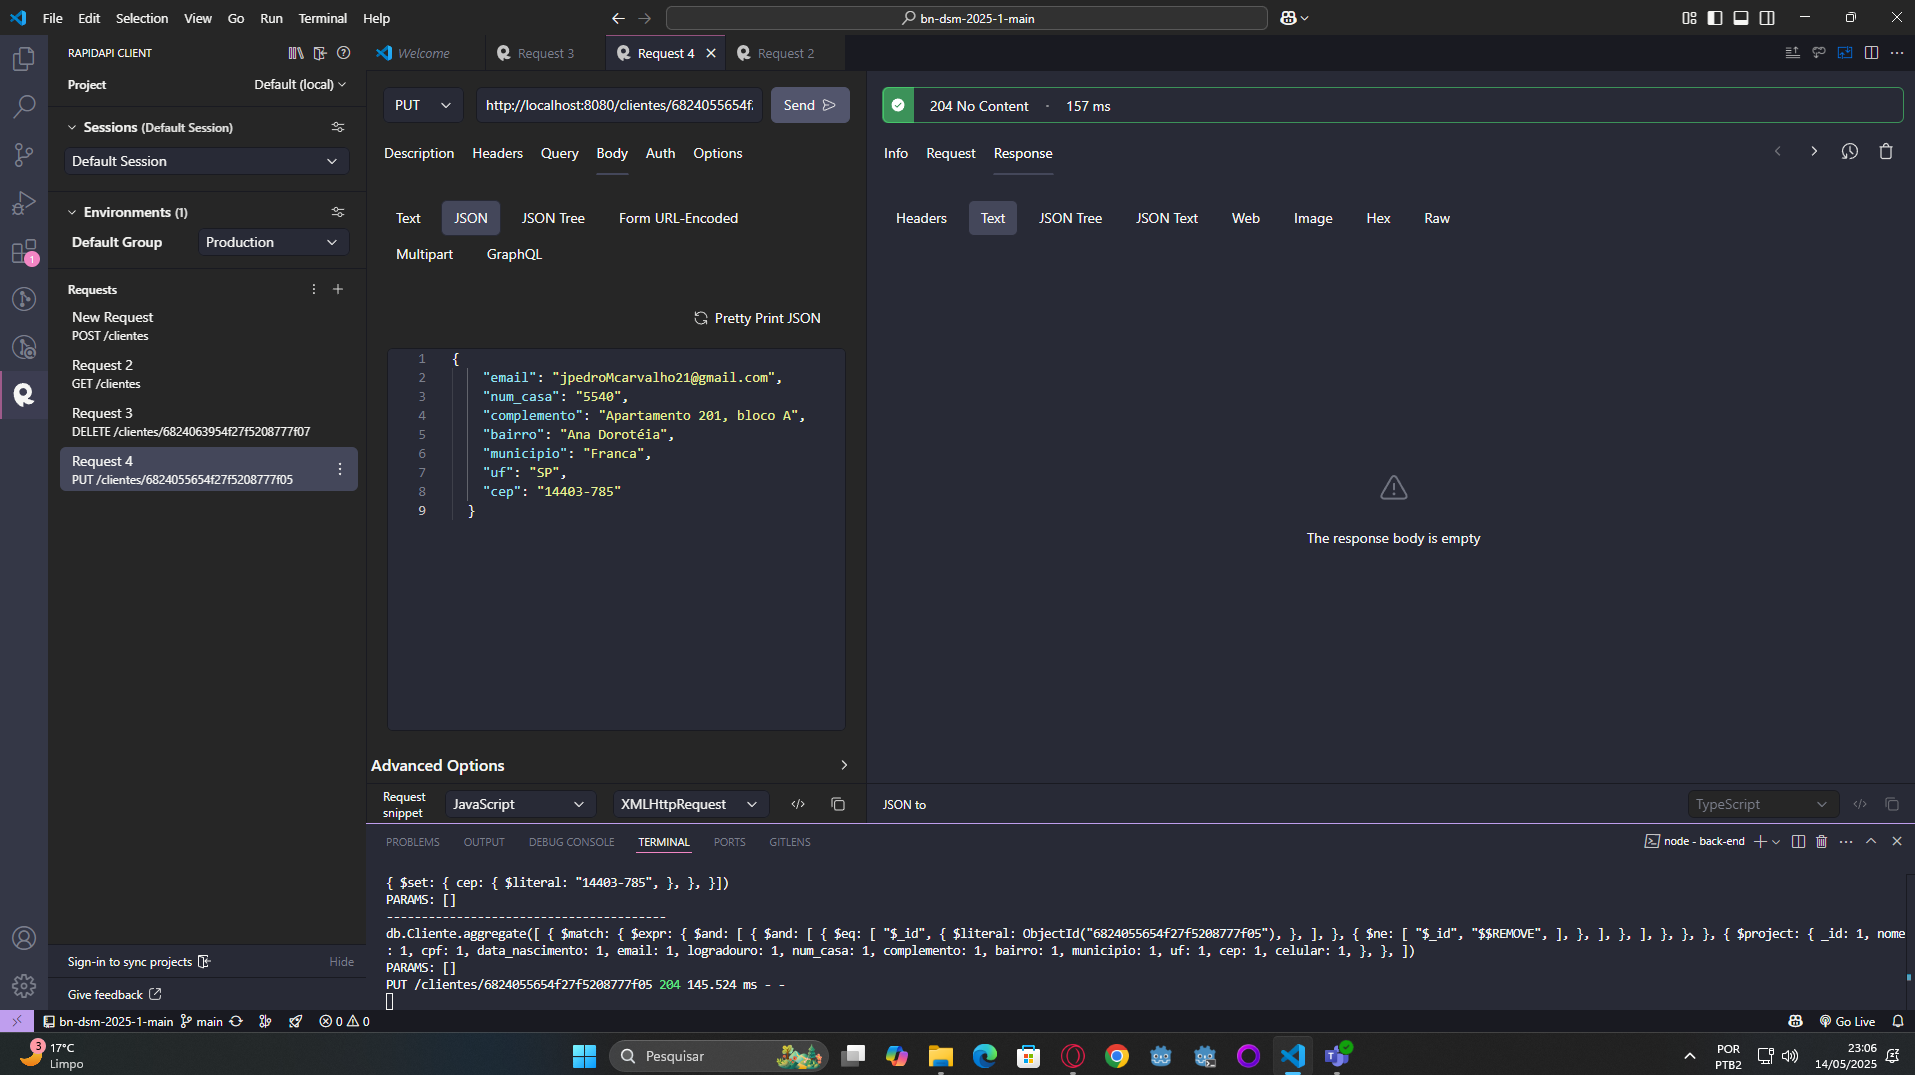 File Edit Selection View Go Run Terminal Help
bn-dsm-2025-1-main
RAPIDAPI CLIENT
Project
Default (local)
Sessions (Default Session)
Default Session
Environments (1)
Default Group
Production
Requests
New Request
POST /clientes
Request 2
GET /clientes
Request 3
DELETE /clientes/6824063954f27f5208777f07
Request 4
PUT /clientes/6824055654f27f5208777f05
Sign-in to sync projects
Hide
Give feedback
Welcome
Request 3
Request 4
Request 2
PUT
http://localhost:8080/clientes/6824055654f
Send
Description Headers Query Body Auth Options
Text JSON JSON Tree Form URL-Encoded
Multipart GraphQL
Pretty Print JSON
1 {
2 "email": "jpedroMcarvalho21@gmail.com",
3 "num_casa": "5540",
4 "complemento": "Apartamento 201, bloco A",
5 "bairro": "Ana Dorotéia",
6 "municipio": "Franca",
7 "uf": "SP",
8 "cep": "14403-785"
9 }
Advanced Options
Request snippet
JavaScript
XMLHttpRequest
204 No Content · 157 ms
Info Request Response
Headers Text JSON Tree JSON Text Web Image Hex Raw
The response body is empty
JSON to
TypeScript
PROBLEMS OUTPUT DEBUG CONSOLE TERMINAL PORTS GITLENS
node - back-end
{ $set: { cep: { $literal: "14403-785", }, }, }])
PARAMS: []
----------------------------------------
db.Cliente.aggregate([ { $match: { $expr: { $and: [ { $and: [ { $eq: [ "$_id", { $literal: ObjectId("6824055654f27f5208777f05"), }, ], }, { $ne: [ "$_id", "$$REMOVE", ], }, ], }, ], }, }, }, { $project: { _id: 1, nome
: 1, cpf: 1, data_nascimento: 1, email: 1, logradouro: 1, num_casa: 1, complemento: 1, bairro: 1, municipio: 1, uf: 1, cep: 1, celular: 1, }, }, ])
PARAMS: []
PUT /clientes/6824055654f27f5208777f05 204 145.524 ms - -
bn-dsm-2025-1-main
main
0 0
Go Live
1
3
17°C
Limpo
Pesquisar
POR
PTB2
23:06
14/05/2025